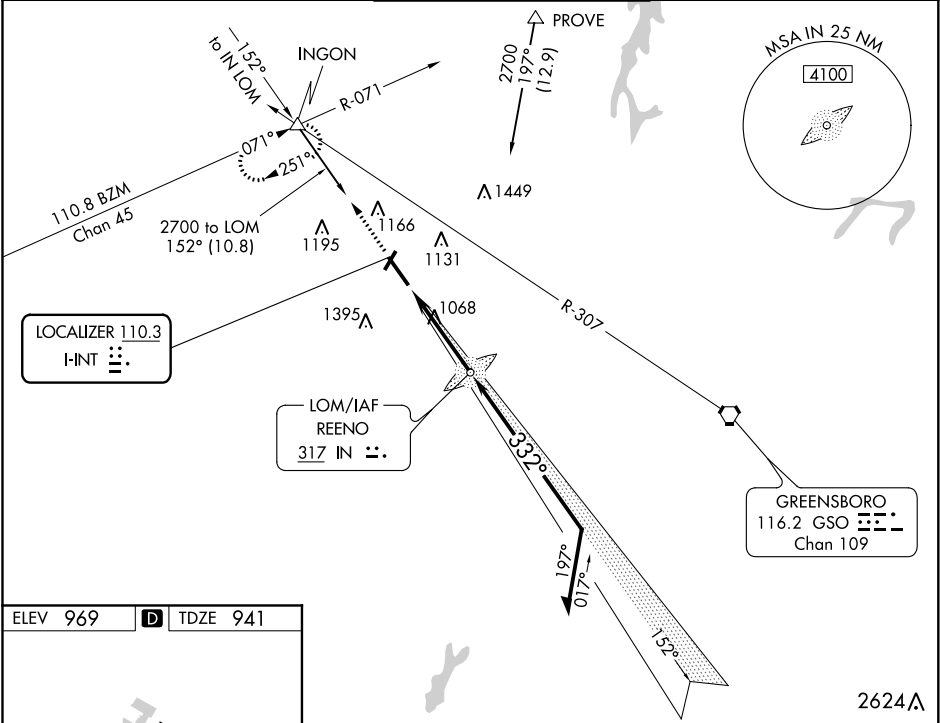 PROVE
2700
197°
(12.9)
MSA IN 25 NM
4100
152°
to IN LOM
INGON
R-071
071°
251°
110.8 BZM
Chan 45
2700 to LOM
152° (10.8)
1449
1166
1195
1131
1395
1068
R-307
LOCALIZER 110.3
I-INT
LOM/IAF
REENO
317 IN
332°
GREENSBORO
116.2 GSO
Chan 109
197°
017°
152°
ELEV 969 D TDZE 941
2624